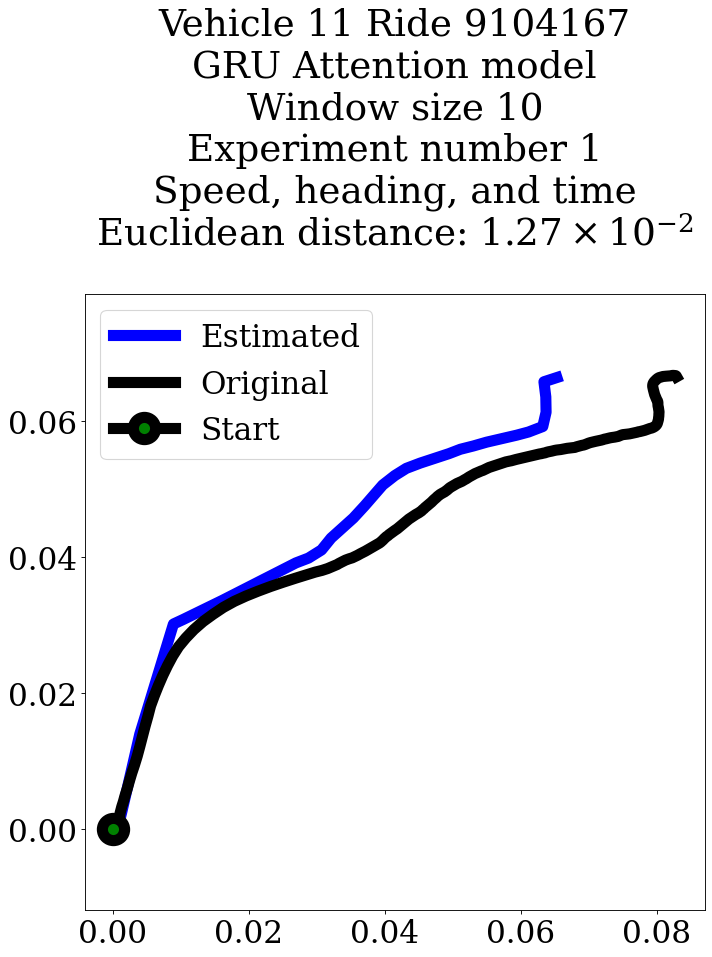 Vehicle 11 Ride 9104167
GRU Attention model
Window size 10
Experiment number 1
Speed, heading, and time
Euclidean distance: 1.27 × 10⁻²
Estimated
Original
Start
0.06
0.04
0.02
0.00
0.00 0.02 0.04 0.06 0.08